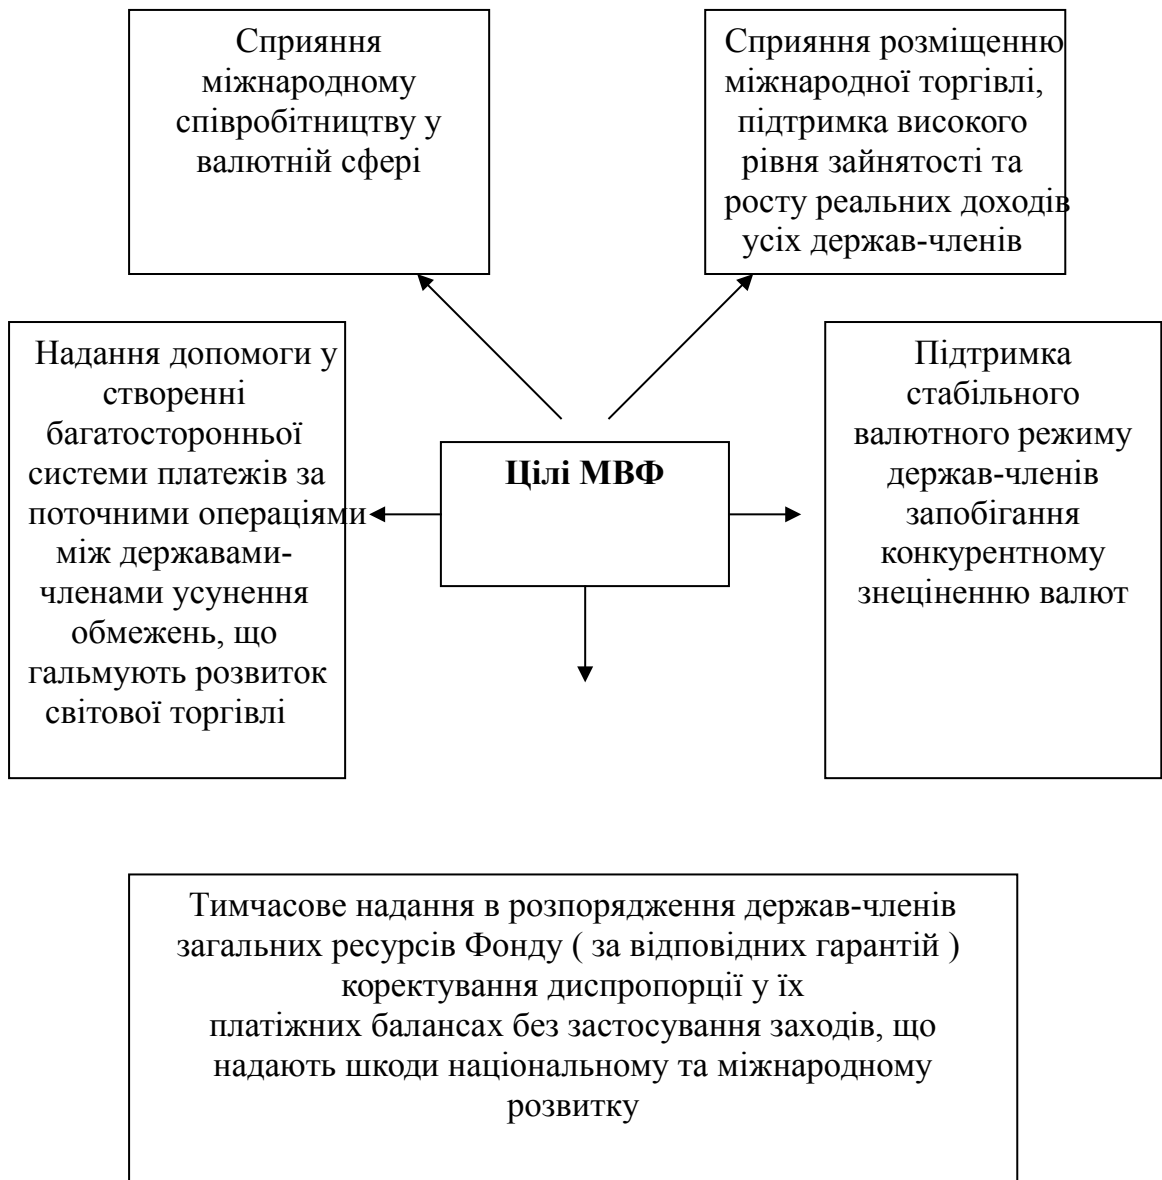 Сприяння
міжнародному
співробітництву у
валютній сфері
Сприяння розміщенню
міжнародної торгівлі,
підтримка високого
рівня зайнятості та
росту реальних доходів
усіх держав-членів
Надання допомоги у
створенні
багатосторонньої
системи платежів за
поточними операціями
між державами-
членами усунення
обмежень, що
гальмують розвиток
світової торгівлі
Цілі МВФ
Підтримка
стабільного
валютного режиму
держав-членів
запобігання
конкурентному
знеціненню валют
Тимчасове надання в розпорядження держав-членів
загальних ресурсів Фонду ( за відповідних гарантій )
коректування диспропорції у їх
платіжних балансах без застосування заходів, що
надають шкоди національному та міжнародному
розвитку